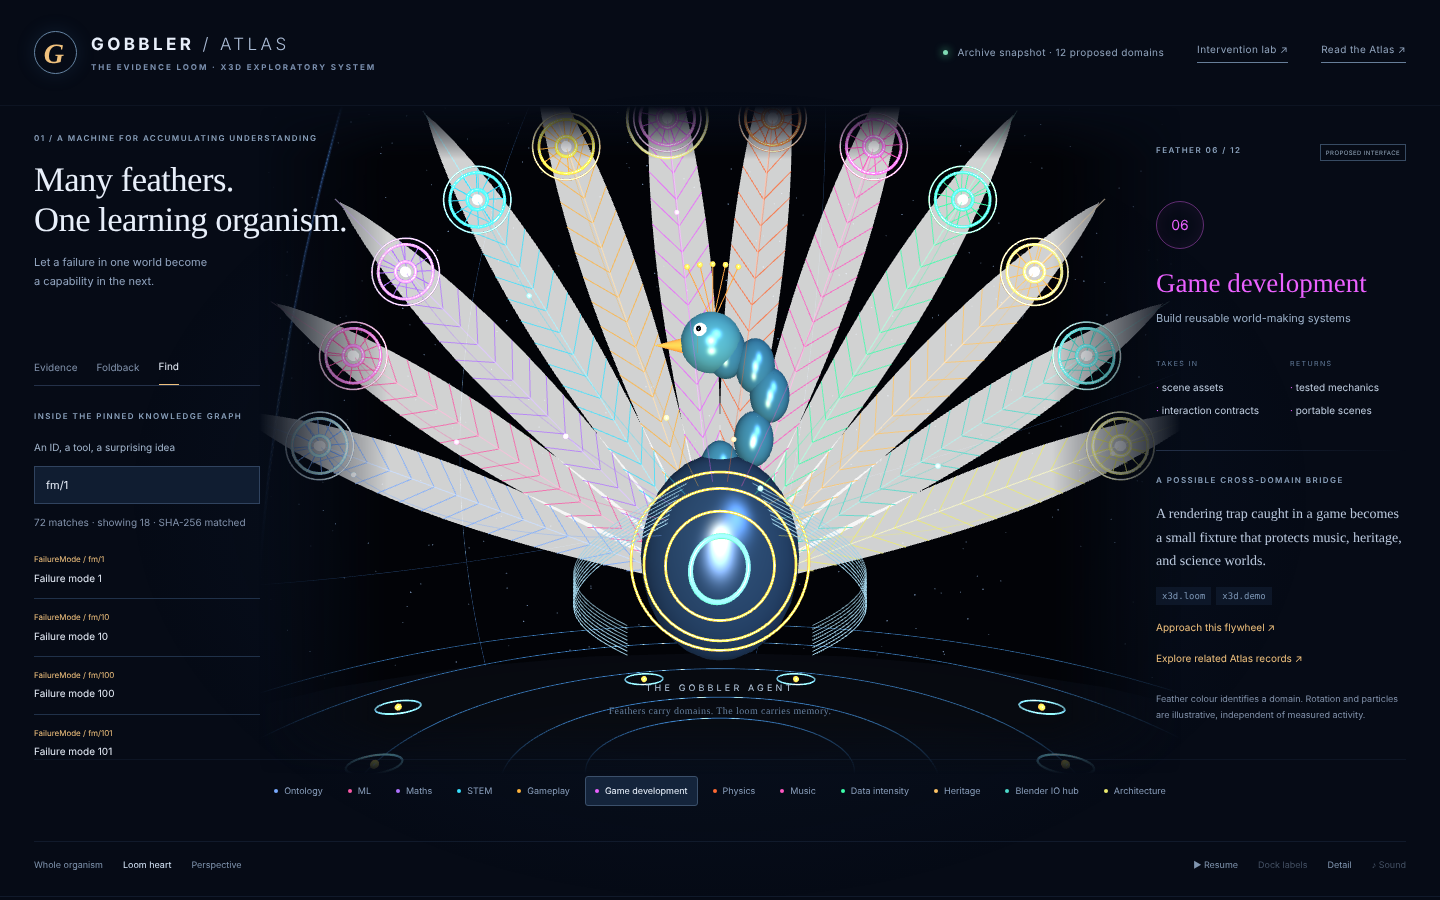 G
GOBBLER / ATLAS
THE EVIDENCE LOOM · X3D EXPLORATORY SYSTEM
Archive snapshot · 12 proposed domains
Intervention lab ↗
Read the Atlas ↗
01 / A MACHINE FOR ACCUMULATING UNDERSTANDING
Many feathers.
One learning organism.
Let a failure in one world become
a capability in the next.
Evidence Foldback Find
INSIDE THE PINNED KNOWLEDGE GRAPH
An ID, a tool, a surprising idea
fm/1
72 matches · showing 18 · SHA-256 matched
FailureMode / fm/1
Failure mode 1
FailureMode / fm/10
Failure mode 10
FailureMode / fm/100
Failure mode 100
FailureMode / fm/101
Failure mode 101
THE GOBBLER AGENT
Feathers carry domains. The loom carries memory.
FEATHER 06 / 12
PROPOSED INTERFACE
06
Game development
Build reusable world-making systems
TAKES IN
· scene assets
· interaction contracts
RETURNS
· tested mechanics
· portable scenes
A POSSIBLE CROSS-DOMAIN BRIDGE
A rendering trap caught in a game becomes
a small fixture that protects music, heritage,
and science worlds.
x3d.loom x3d.demo
Approach this flywheel ↗
Explore related Atlas records ↗
Feather colour identifies a domain. Rotation and particles
are illustrative, independent of measured activity.
Ontology ML Maths STEM Gameplay Game development Physics Music Data intensity Heritage Blender IO hub Architecture
Whole organism Loom heart Perspective
▶ Resume Dock labels Detail ♪ Sound